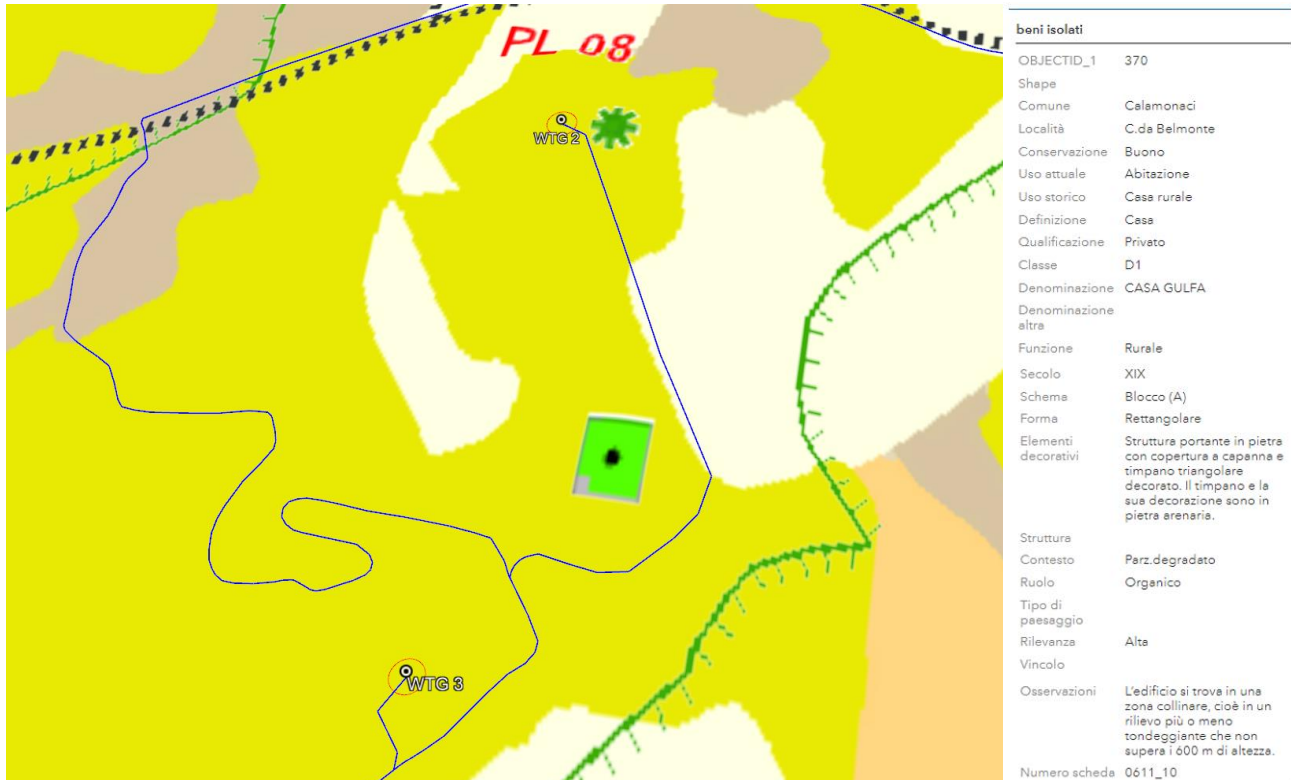 PL 08
WTG 2
WTG 3
beni isolati
OBJECTID_1 370
Shape
Comune Calamonaci
Località C.da Belmonte
Conservazione Buono
Uso attuale Abitazione
Uso storico Casa rurale
Definizione Casa
Qualificazione Privato
Classe D1
Denominazione CASA GULFA
Denominazione
altra
Funzione Rurale
Secolo XIX
Schema Blocco (A)
Forma Rettangolare
Elementi Struttura portante in pietra
decorativi con copertura a capanna e
timpano triangolare
decorato. Il timpano e la
sua decorazione sono in
pietra arenaria.
Struttura
Contesto Parz.degradato
Ruolo Organico
Tipo di
paesaggio
Rilevanza Alta
Vincolo
Osservazioni L'edificio si trova in una
zona collinare, cioè in un
rilievo più o meno
tondeggiante che non
supera i 600 m di altezza.
Numero scheda 0611_10